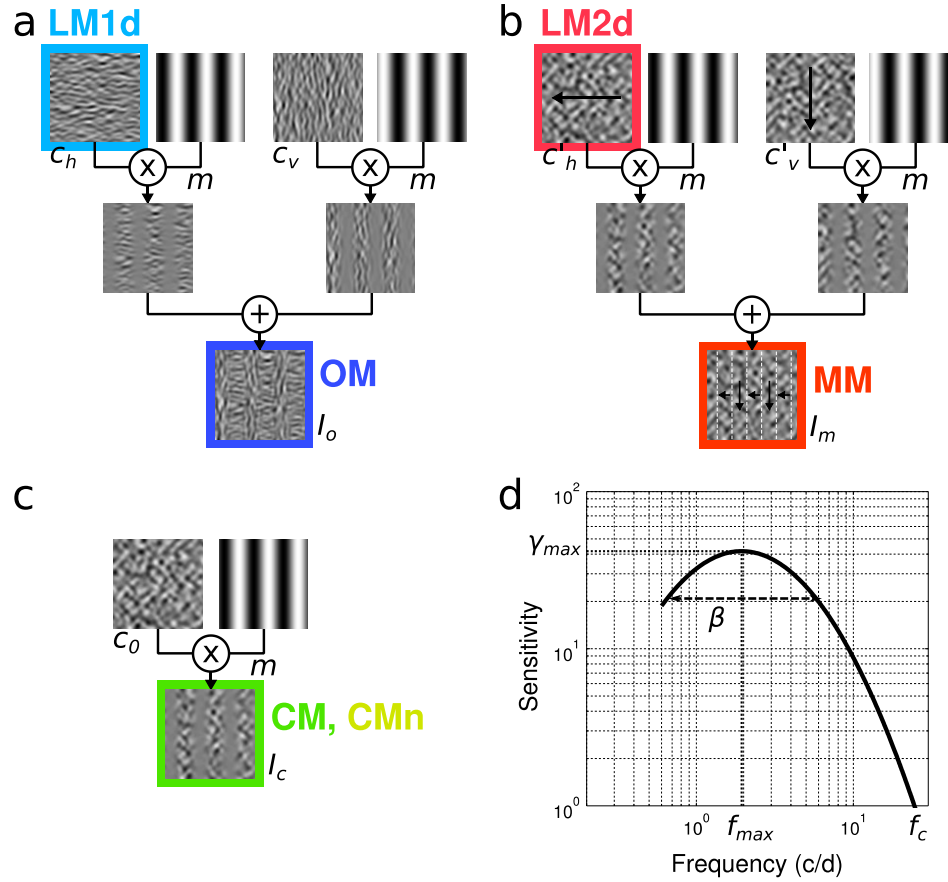 a
LM1d
c_h
x
m
c_v
x
m
+
OM
I_o
b
LM2d
c'_h
x
m
c'_v
x
m
+
MM
I_m
c
c_0
x
m
CM, CMn
I_c
d
10^2
γ_max
Sensitivity
β
10^1
10^0
10^0 f_max 10^1 f_c
Frequency (c/d)